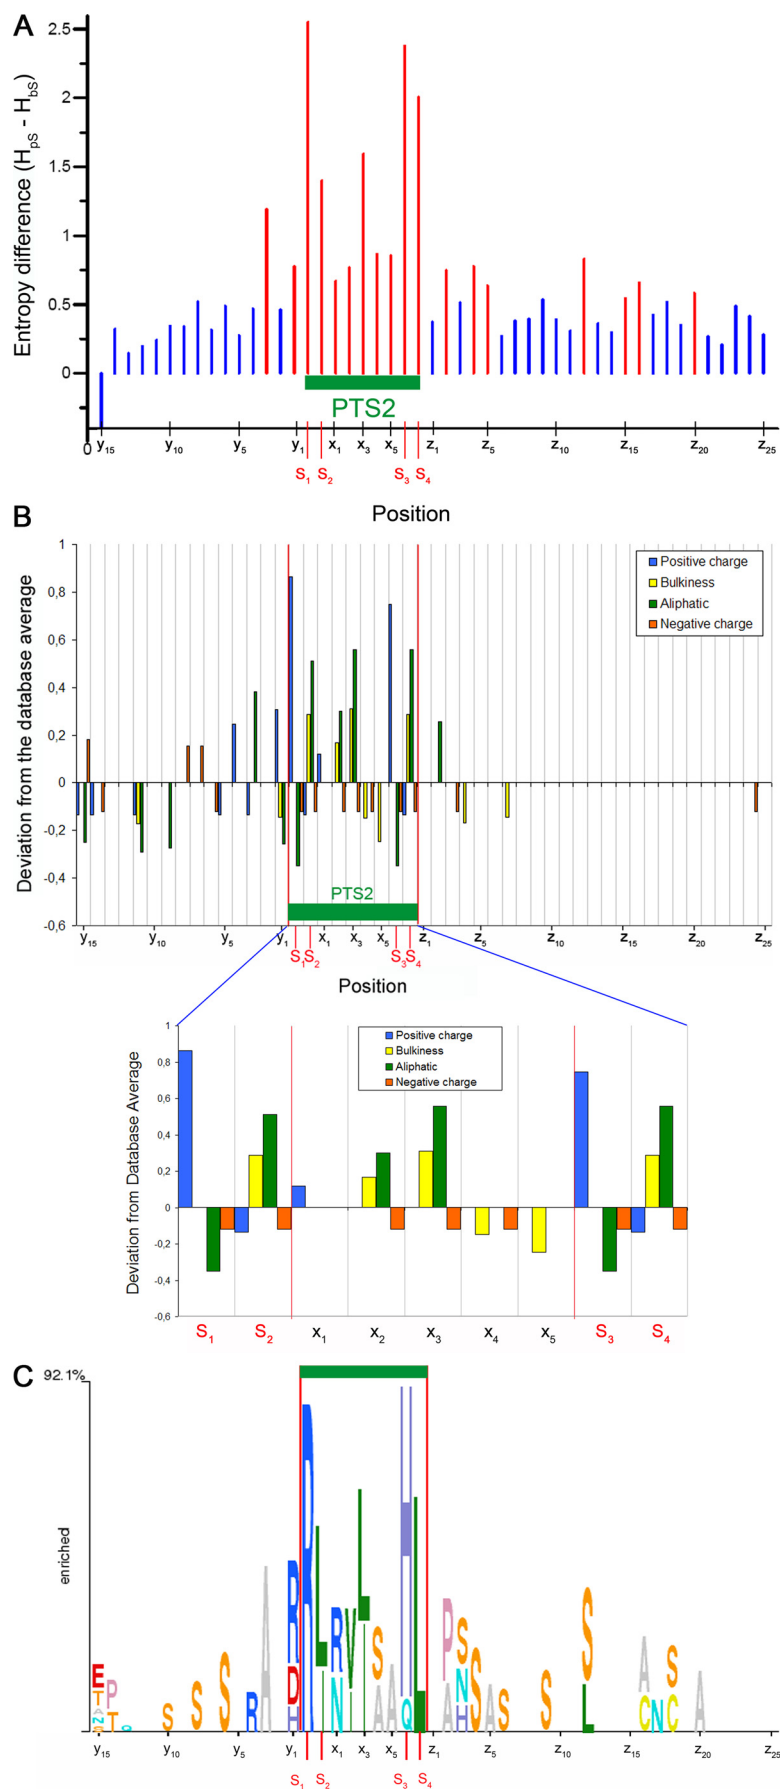 A
Entropy difference (HpS - HbS)
2.5
2
1.5
1
0.5
0
0
PTS2
y15 y10 y5 y1 x1 x3 x5 z1 z5 z10 z15 z20 z25
S1 S2 S3 S4
Position
B
Deviation from the database average
1
0,8
0,6
0,4
0,2
0
-0,2
-0,4
-0,6
Positive charge
Bulkiness
Aliphatic
Negative charge
PTS2
y15 y10 y5 y1 x1 x3 x5 z1 z5 z10 z15 z20 z25
S1 S2 S3 S4
Position
Deviation from Database Average
1
0,8
0,6
0,4
0,2
0
-0,2
-0,4
-0,6
Positive charge
Bulkiness
Aliphatic
Negative charge
S1 S2 x1 x2 x3 x4 x5 S3 S4
C
92.1%
enriched
E T A N
P T
S S S R A
R D H
R
L I
R N
V I
L I
S A
A
H Q
L
P A
S N H
S A S S
S L
A C
N
S C
A
y15 y10 y5 y1 x1 x3 x5 z1 z5 z10 z15 z20 z25
S1 S2 S3 S4